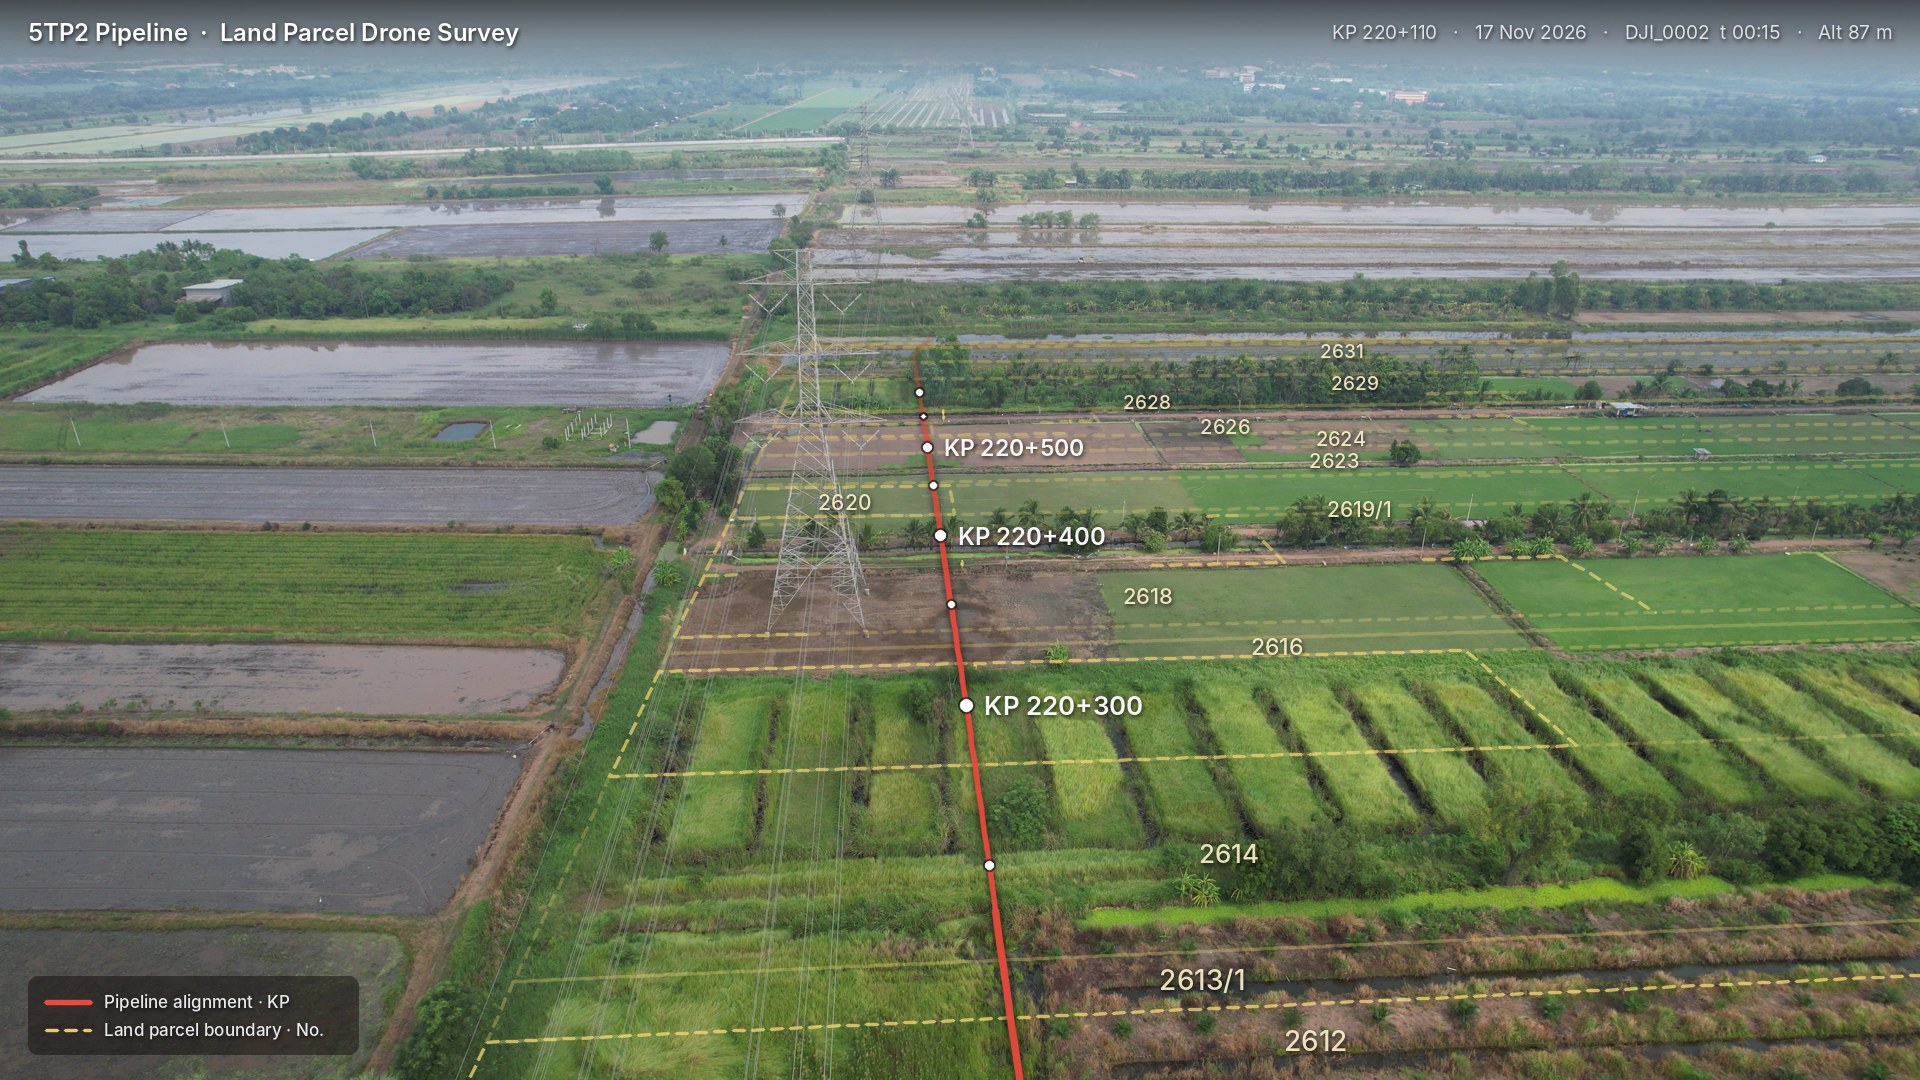 5TP2 Pipeline · Land Parcel Drone Survey
KP 220+110 · 17 Nov 2026 · DJI_0002 t 00:15 · Alt 87 m
2631
2629
2628
2626
2624
KP 220+500
2623
2620
2619/1
KP 220+400
2618
2616
KP 220+300
2614
2613/1
2612
Pipeline alignment · KP
Land parcel boundary · No.